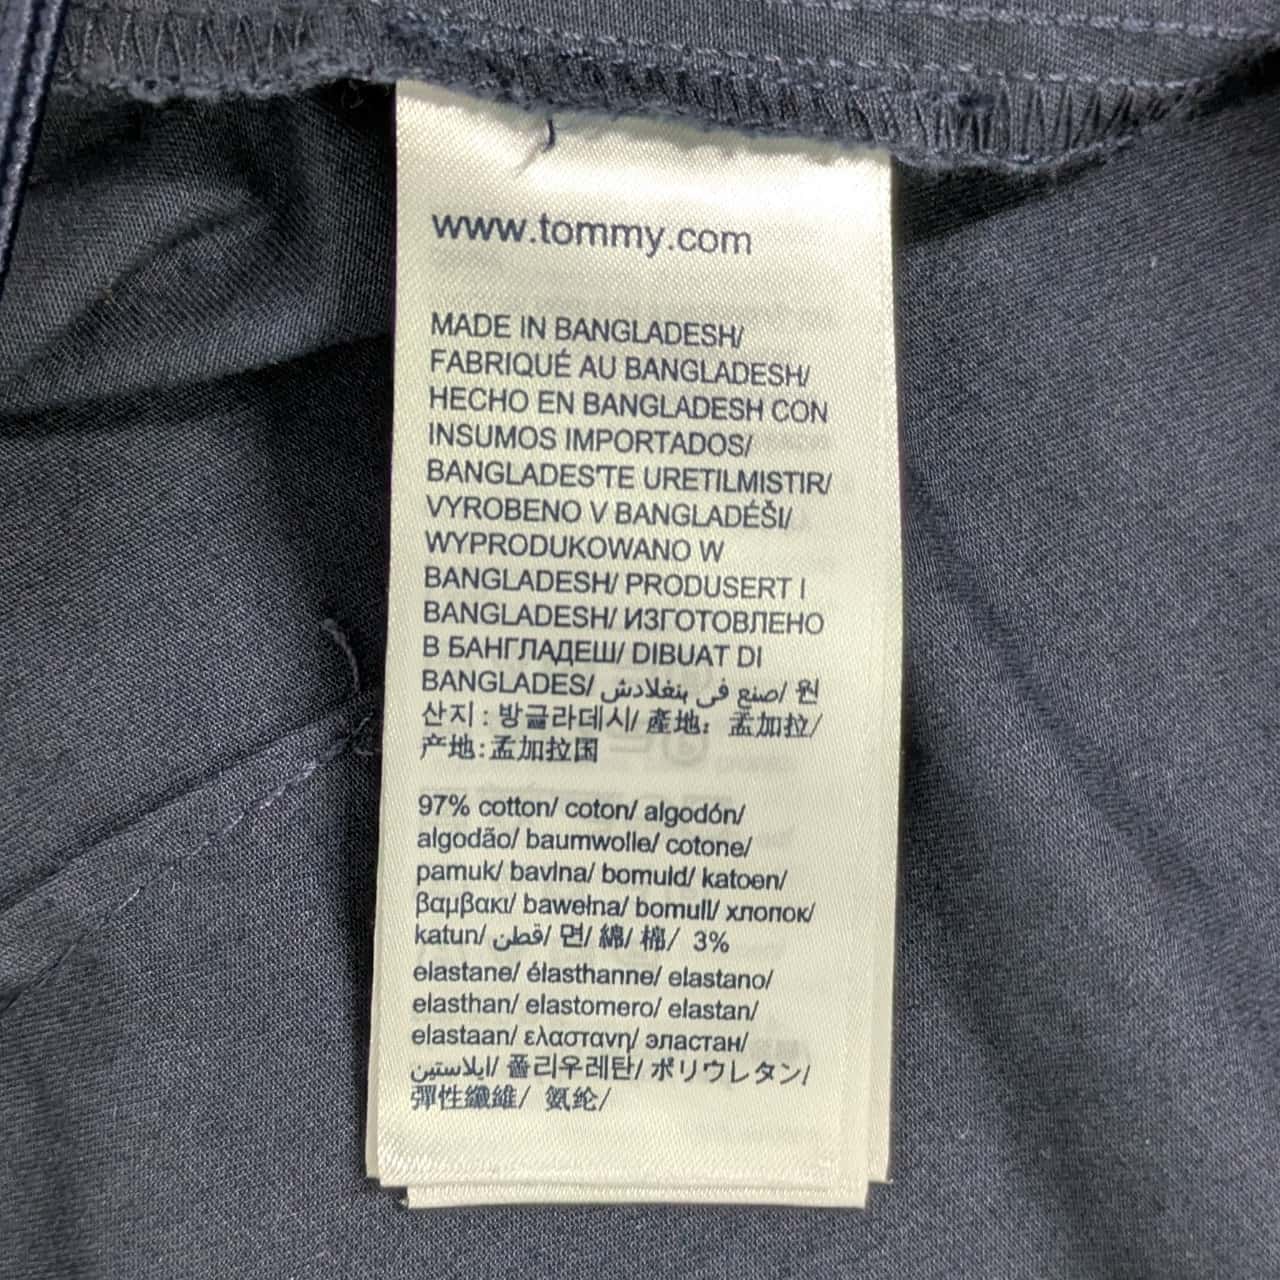 www.tommy.com
MADE IN BANGLADESH/
FABRIQUÉ AU BANGLADESH/
HECHO EN BANGLADESH CON
INSUMOS IMPORTADOS/
BANGLADES'TE URETILMISTIR/
VYROBENO V BANGLADÉŠI/
WYPRODUKOWANO W
BANGLADESH/ PRODUSERT I
BANGLADESH/ ИЗГОТОВЛЕНО
В БАНГЛАДЕШ/ DIBUAT DI
BANGLADES/ صنع في بنغلادش/ 원
산지 : 방글라데시/ 產地: 孟加拉/
产地:孟加拉国
97% cotton/ coton/ algodón/
algodão/ baumwolle/ cotone/
pamuk/ bavlna/ bomuld/ katoen/
βαμβακι/ bawełna/ bomull/ хлопок/
katun/ قطن/ 면/ 綿/ 棉/ 3%
elastane/ élasthanne/ elastano/
elasthan/ elastomero/ elastan/
elastaan/ ελαστανη/ эластан/
ايلاستين/ 폴리우레탄/ ポリウレタン/
彈性纖維/ 氨纶/